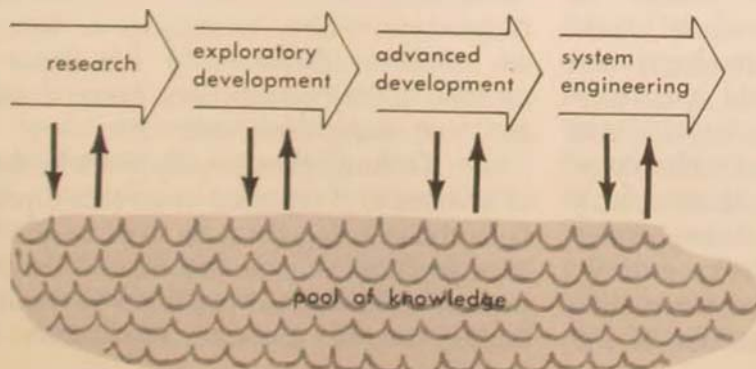 research
exploratory
development
advanced
development
system
engineering
pool of knowledge